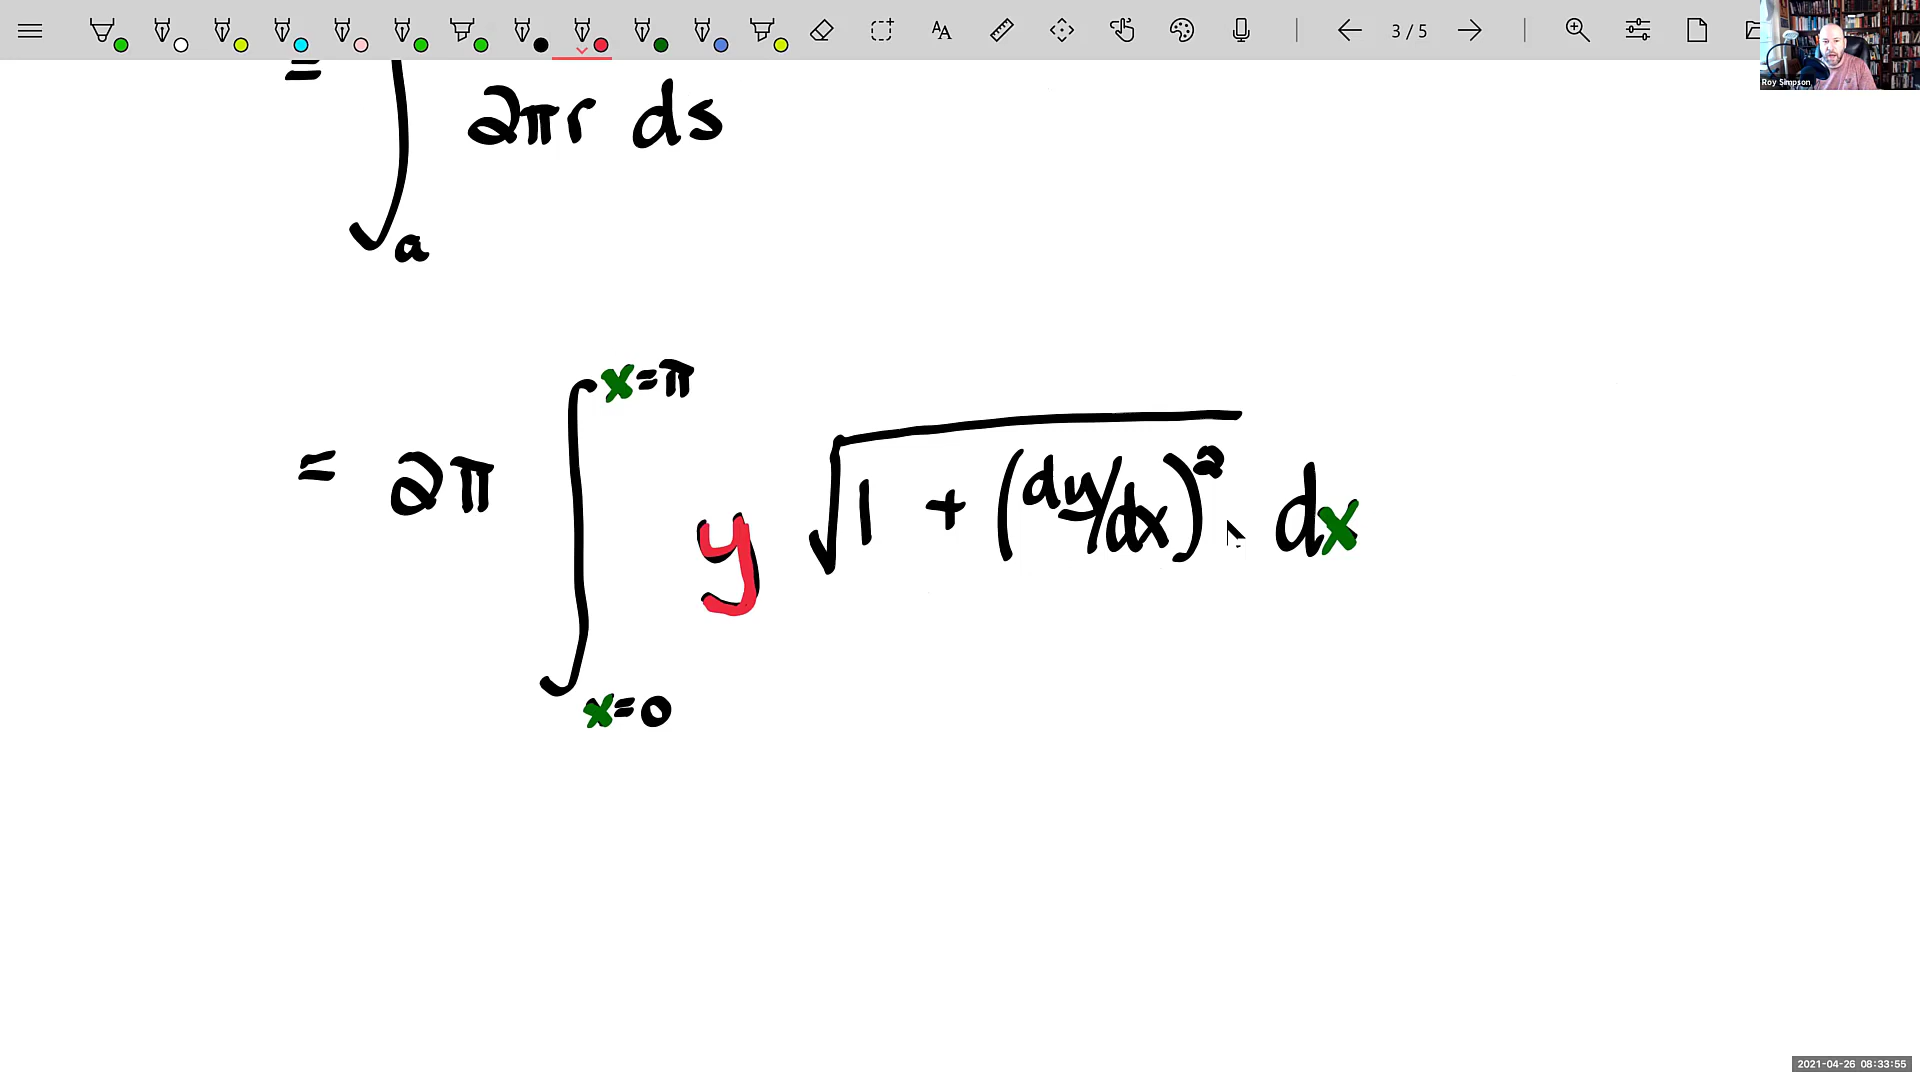 3 / 5
Roy Simpson
= ∫ₐ 2πr ds
x=π
= 2π ∫ y √1 + (dy/dx)² dx
x=0
2021-04-26 08:33:55